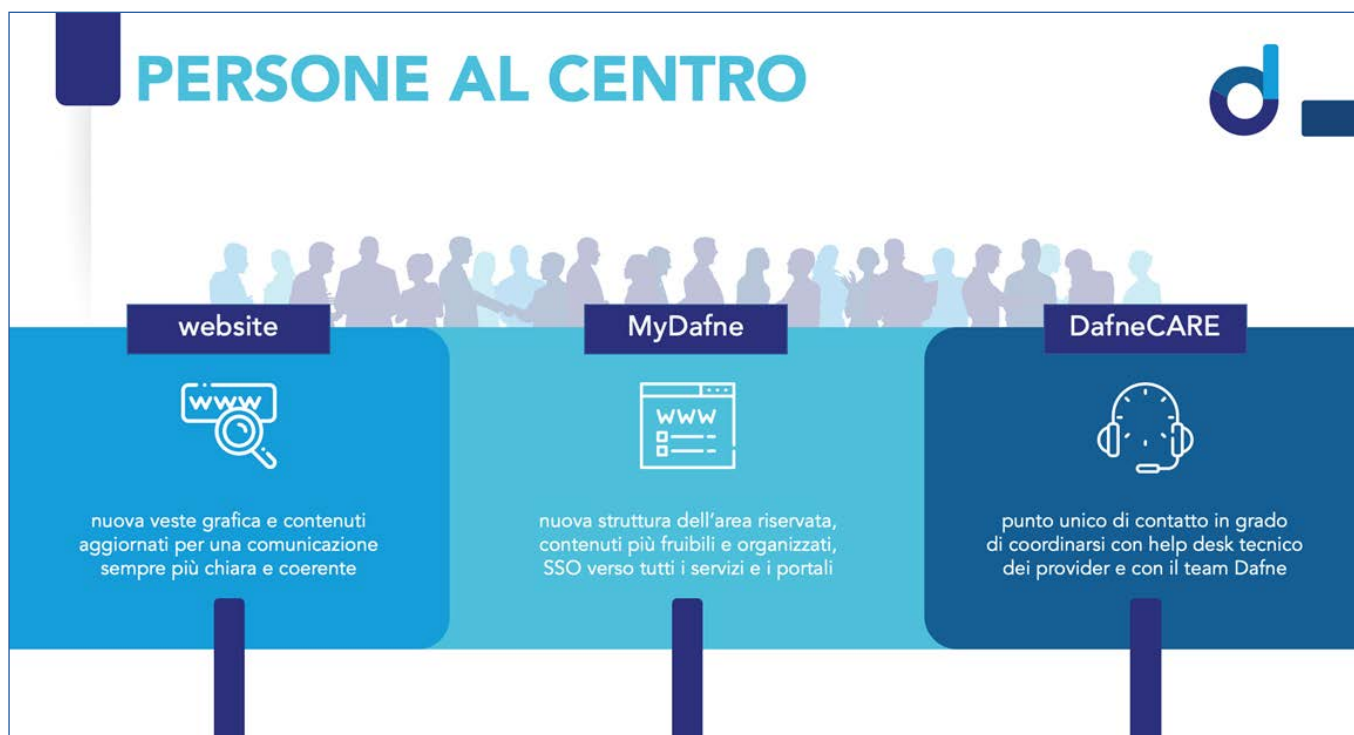 PERSONE AL CENTRO
d
website
www
nuova veste grafica e contenuti
aggiornati per una comunicazione
sempre più chiara e coerente
MyDafne
www
nuova struttura dell'area riservata,
contenuti più fruibili e organizzati,
SSO verso tutti i servizi e i portali
DafneCARE
punto unico di contatto in grado
di coordinarsi con help desk tecnico
dei provider e con il team Dafne